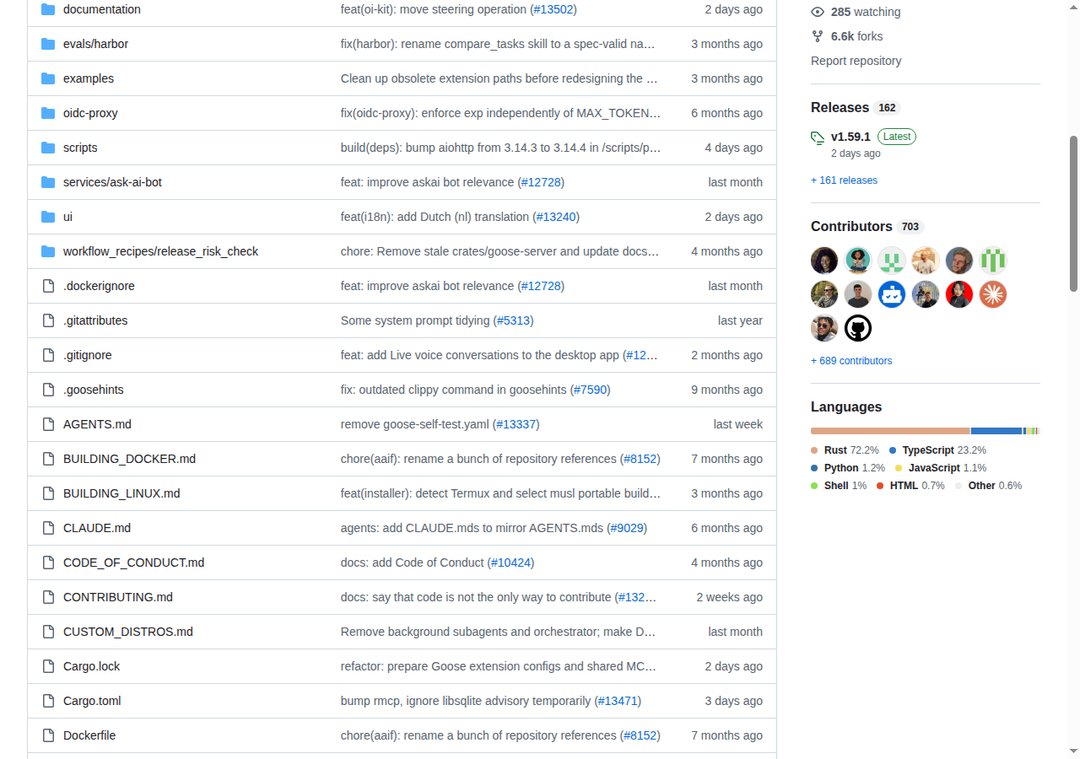 documentation feat(oi-kit): move steering operation (#13502) 2 days ago
evals/harbor fix(harbor): rename compare_tasks skill to a spec-valid na… 3 months ago
examples Clean up obsolete extension paths before redesigning the … 3 months ago
oidc-proxy fix(oidc-proxy): enforce exp independently of MAX_TOKEN… 6 months ago
scripts build(deps): bump aiohttp from 3.14.3 to 3.14.4 in /scripts/p… 4 days ago
services/ask-ai-bot feat: improve askai bot relevance (#12728) last month
ui feat(i18n): add Dutch (nl) translation (#13240) 2 days ago
workflow_recipes/release_risk_check chore: Remove stale crates/goose-server and update docs… 4 months ago
.dockerignore feat: improve askai bot relevance (#12728) last month
.gitattributes Some system prompt tidying (#5313) last year
.gitignore feat: add Live voice conversations to the desktop app (#12… 2 months ago
.goosehints fix: outdated clippy command in goosehints (#7590) 9 months ago
AGENTS.md remove goose-self-test.yaml (#13337) last week
BUILDING_DOCKER.md chore(aaif): rename a bunch of repository references (#8152) 7 months ago
BUILDING_LINUX.md feat(installer): detect Termux and select musl portable build… 3 months ago
CLAUDE.md agents: add CLAUDE.mds to mirror AGENTS.mds (#9029) 6 months ago
CODE_OF_CONDUCT.md docs: add Code of Conduct (#10424) 4 months ago
CONTRIBUTING.md docs: say that code is not the only way to contribute (#132… 2 weeks ago
CUSTOM_DISTROS.md Remove background subagents and orchestrator; make D… last month
Cargo.lock refactor: prepare Goose extension configs and shared MC… 2 days ago
Cargo.toml bump rmcp, ignore libsqlite advisory temporarily (#13471) 3 days ago
Dockerfile chore(aaif): rename a bunch of repository references (#8152) 7 months ago
285 watching
6.6k forks
Report repository
Releases 162
v1.59.1 Latest
2 days ago
+ 161 releases
Contributors 703
+ 689 contributors
Languages
Rust 72.2% TypeScript 23.2%
Python 1.2% JavaScript 1.1%
Shell 1% HTML 0.7% Other 0.6%